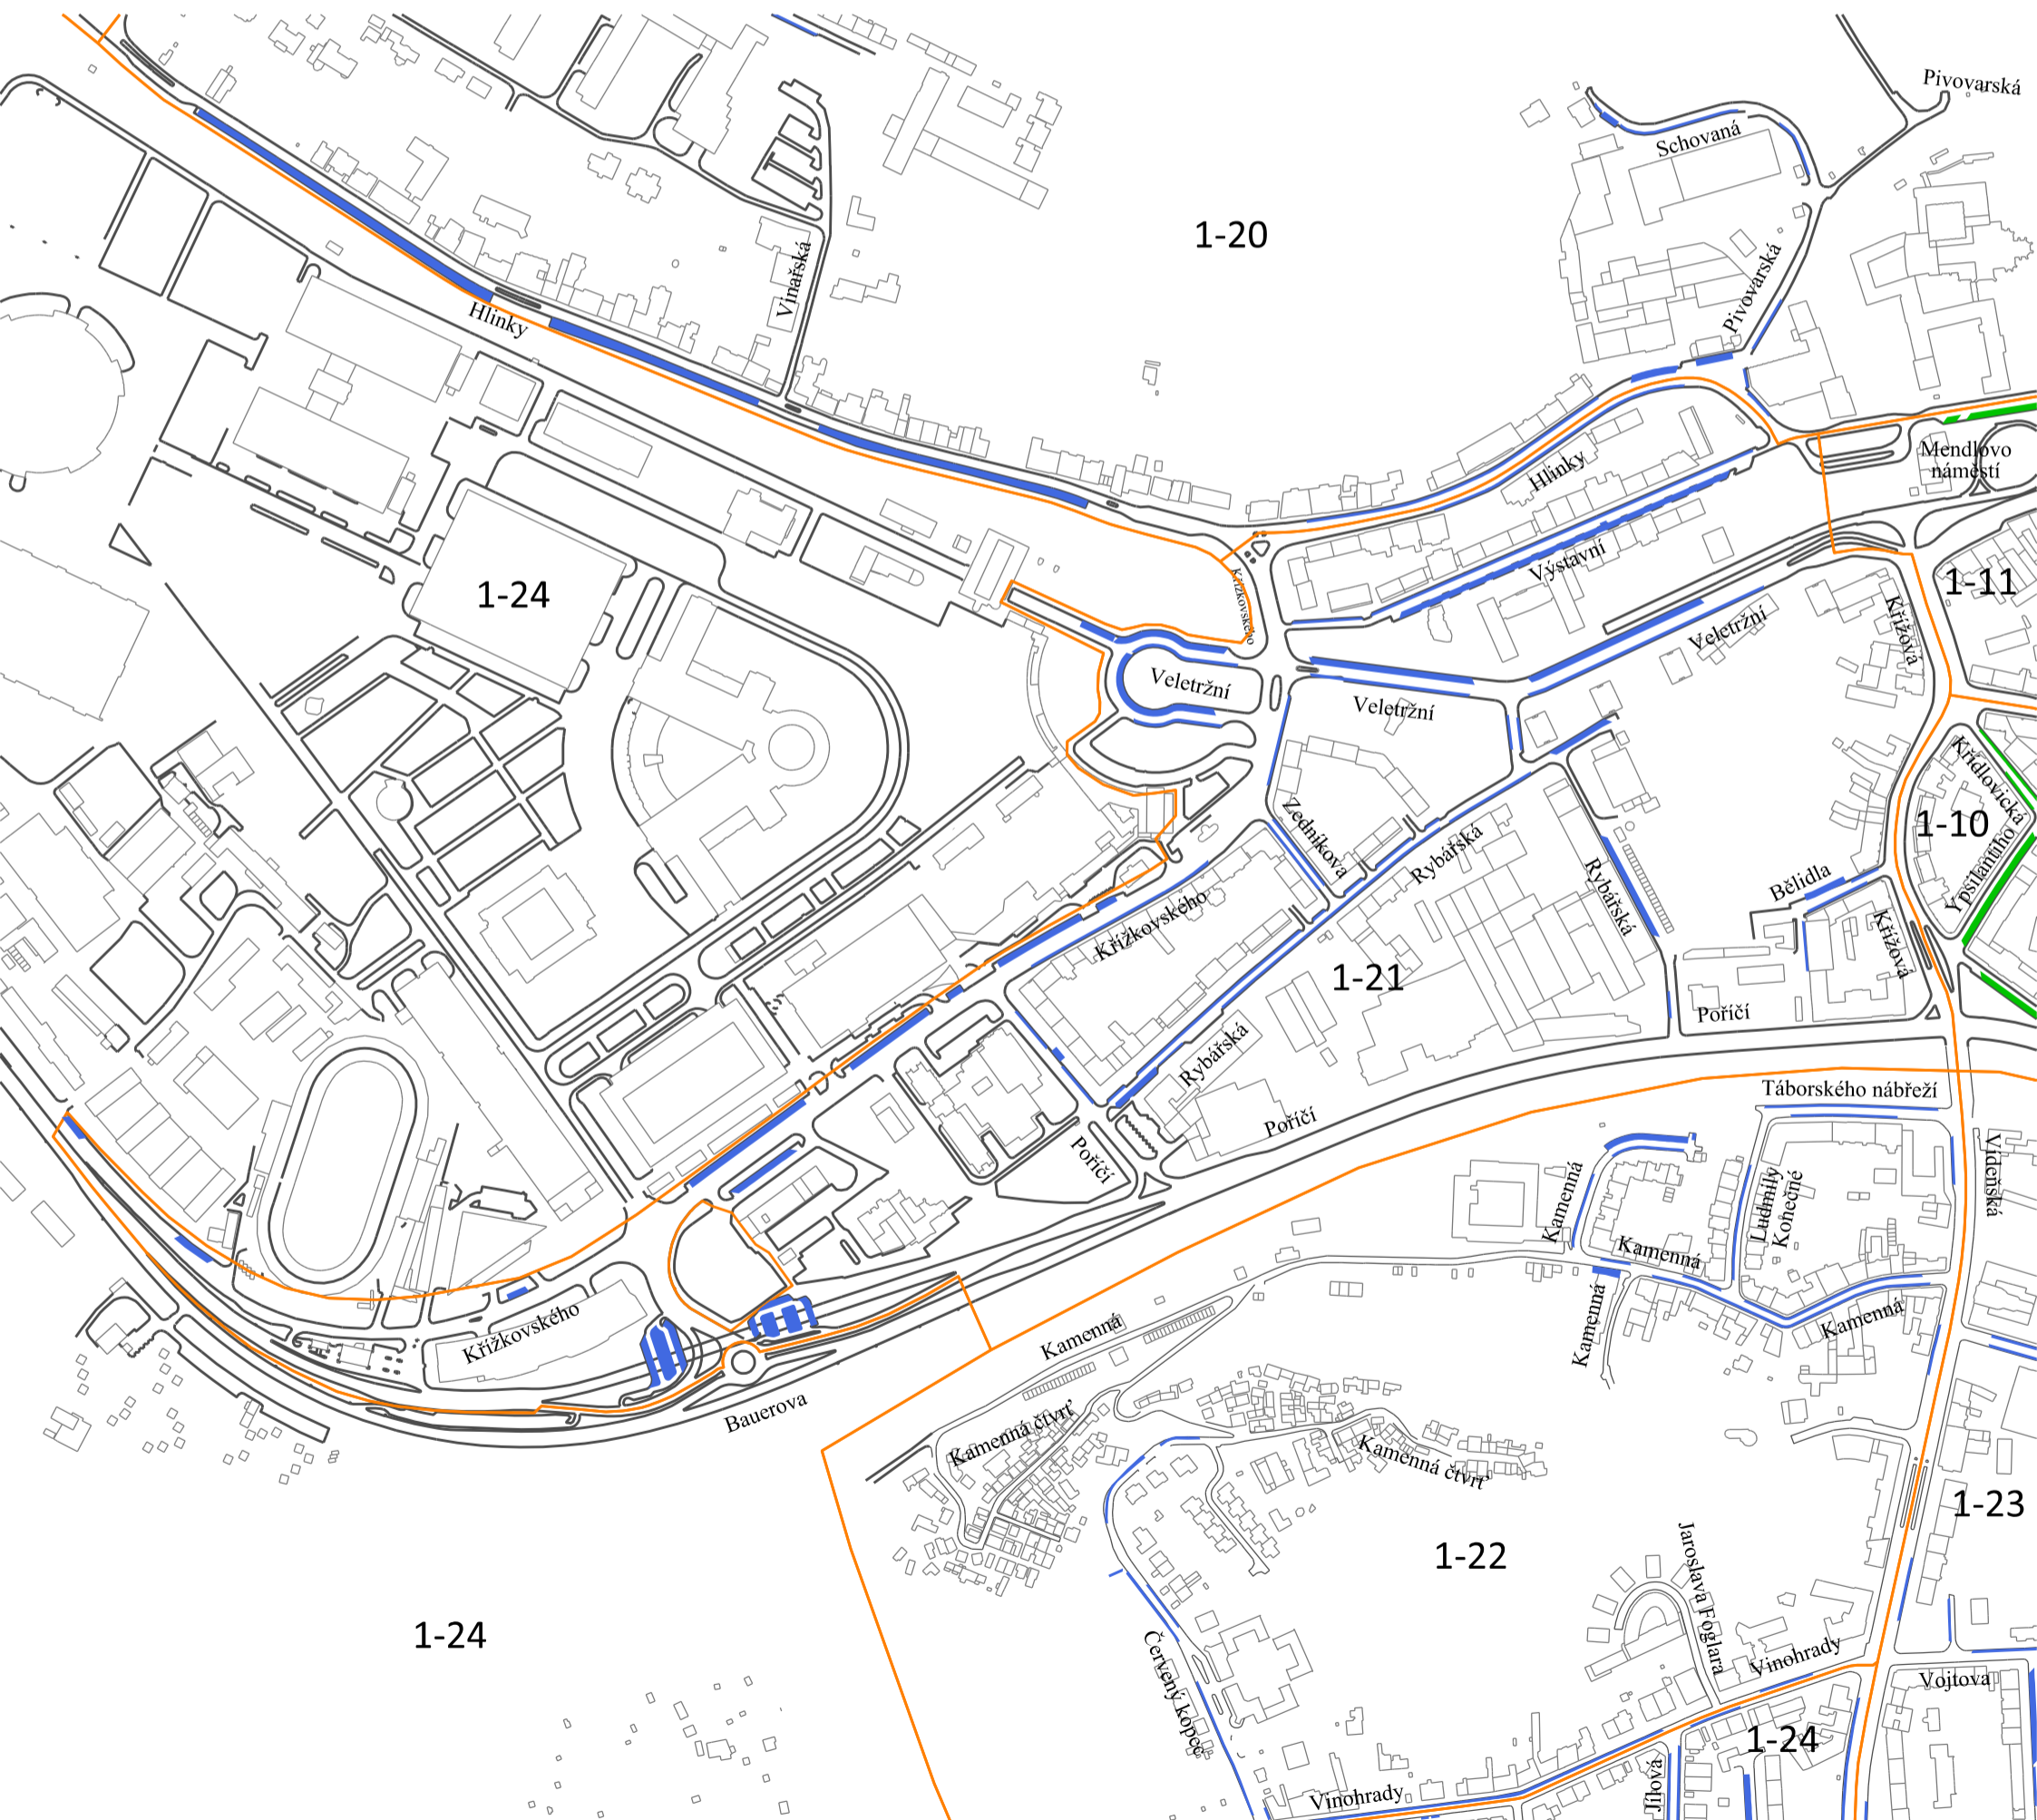 Pivovarská
Schovaná
1-20
Vinařská
Pivovarská
Hlinky
Mendlovo
náměstí
Hlinky
Výstavní
1-24
Křížkovského
1-11
Křížová
Veletržní
Veletržní
Veletržní
Křídlovická
1-10
Zedníkova
Rybářská
Ypsilantiho
Bělidla
Rybářská
Křížkovského
Křížová
1-21
Poříčí
Rybářská
Táborského nábřeží
Poříčí
Poříčí
Vídeňská
Kamenná
Ludmily
Konečné
Kamenná
Křížkovského
Kamenná
Kamenná
Kamenná
Bauerova
Kamenná čtvrť
Kamenná čtvrť
1-23
1-22
Jaroslava Foglara
1-24
Červený kopec
Vinohrady
Vojtova
1-24
Jílová
Vinohrady